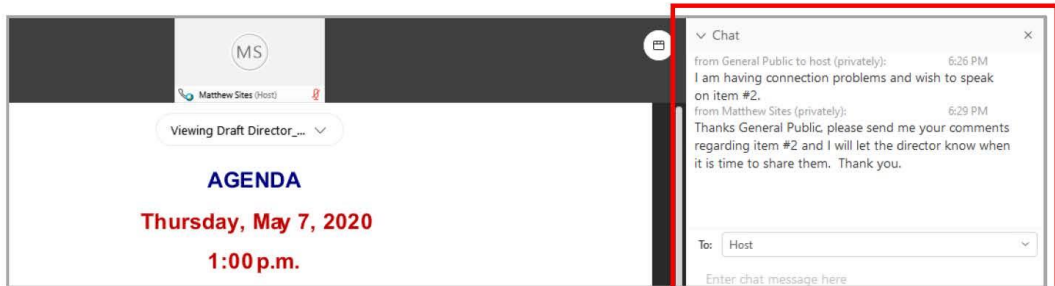 MS
Matthew Sites (Host)
Viewing Draft Director_...
AGENDA
Thursday, May 7, 2020
1:00 p.m.
Chat
from General Public to host (privately): 6:26 PM
I am having connection problems and wish to speak
on item #2.
from Matthew Sites (privately): 6:29 PM
Thanks General Public, please send me your comments
regarding item #2 and I will let the director know when
it is time to share them. Thank you.
To: Host
Enter chat message here